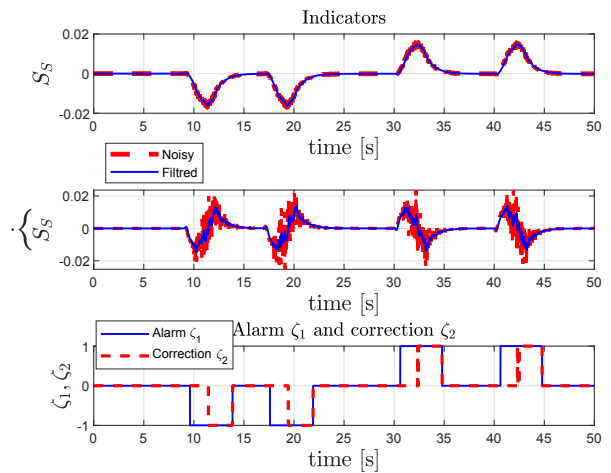 Indicators
0.02
S_S
0
-0.02
0 5 10 15 20 25 30 35 40 45 50
time [s]
Noisy
Filtred
0.02
Ṡ_S
0
-0.02
0 5 10 15 20 25 30 35 40 45 50
time [s]
Alarm ζ₁ and correction ζ₂
Alarm ζ₁
Correction ζ₂
1
ζ₁, ζ₂
0
-1
0 5 10 15 20 25 30 35 40 45 50
time [s]